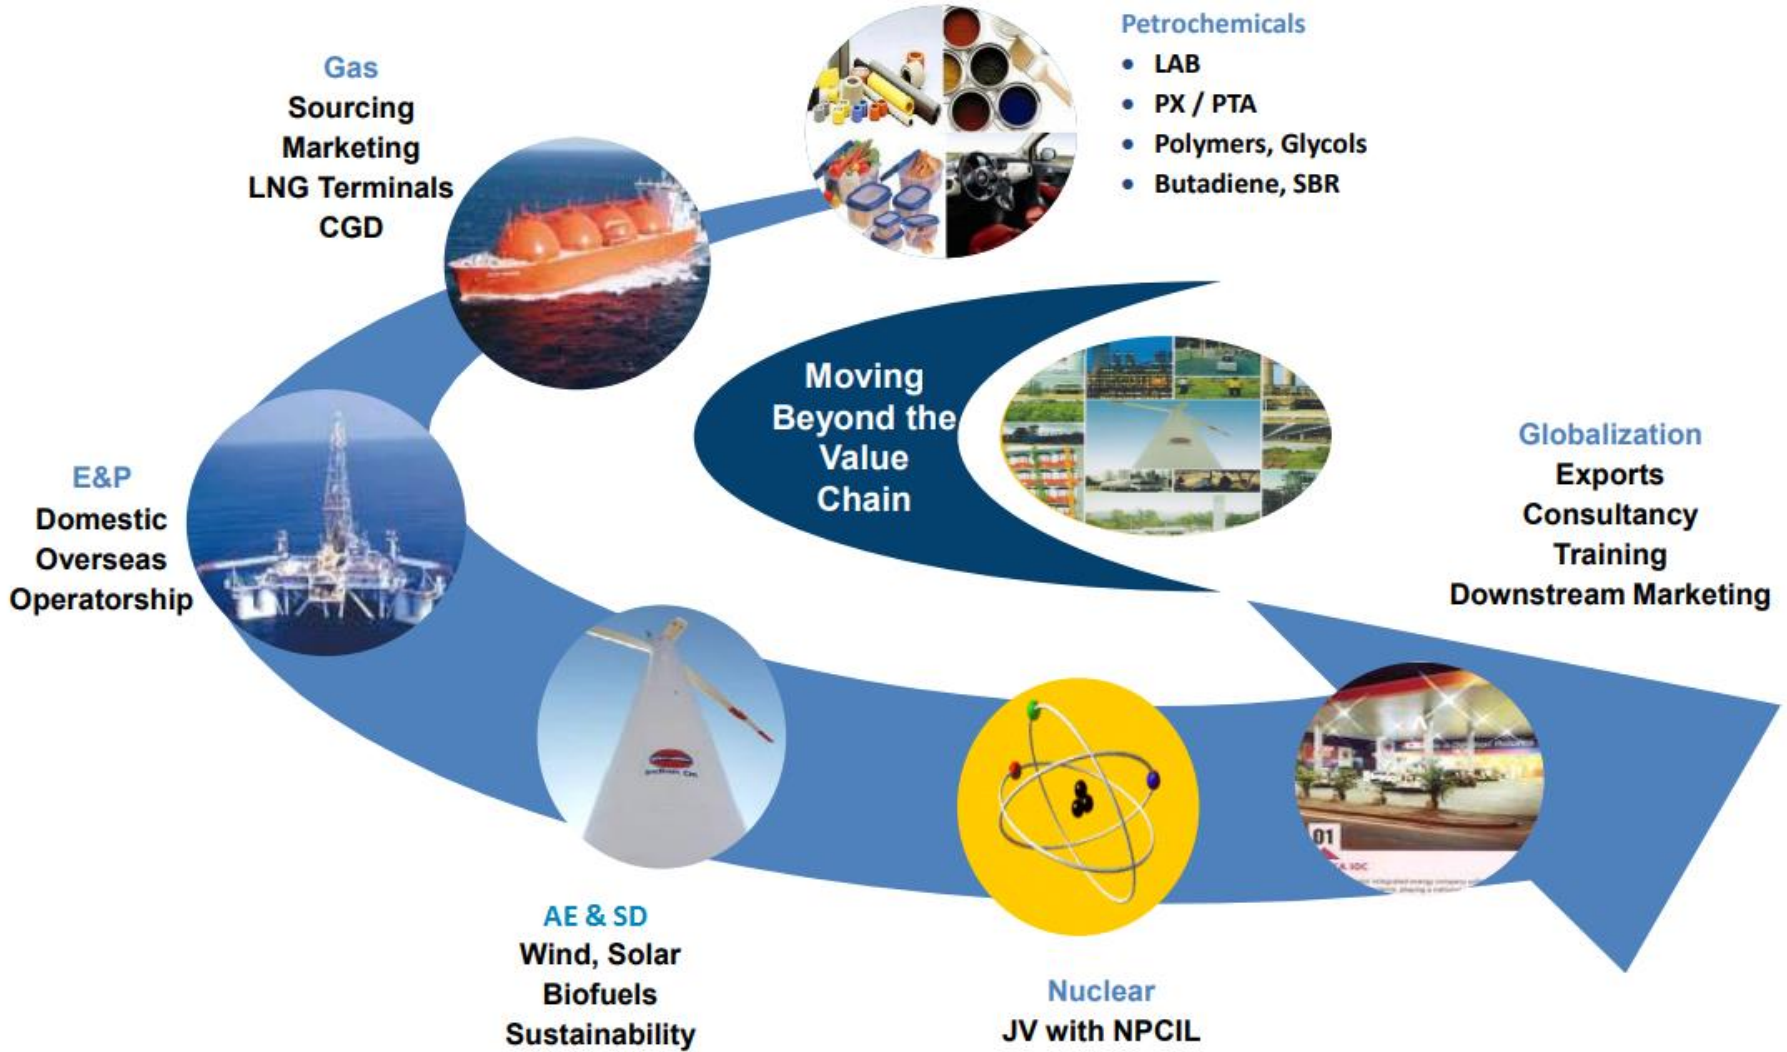 Petrochemicals
• LAB
• PX / PTA
• Polymers, Glycols
• Butadiene, SBR
Gas
Sourcing
Marketing
LNG Terminals
CGD
Moving
Beyond the
Value
Chain
E&P
Domestic
Overseas
Operatorship
Globalization
Exports
Consultancy
Training
Downstream Marketing
IndianOil
01
AE & SD
Wind, Solar
Biofuels
Sustainability
Nuclear
JV with NPCIL